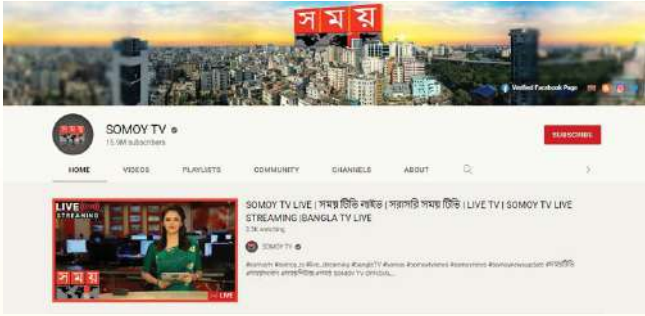 সময়
Verified Facebook Page
সময়
SOMOY TV
15.9M subscribers
SUBSCRIBE
HOME VIDEOS PLAYLISTS COMMUNITY CHANNELS ABOUT
LIVE
STREAMING
সময়
LIVE
SOMOY TV LIVE | সময় টিভি লাইভ | সরাসরি সময় টিভি | LIVE TV | SOMOY TV LIVE
STREAMING |BANGLA TV LIVE
watching
SOMOY TV